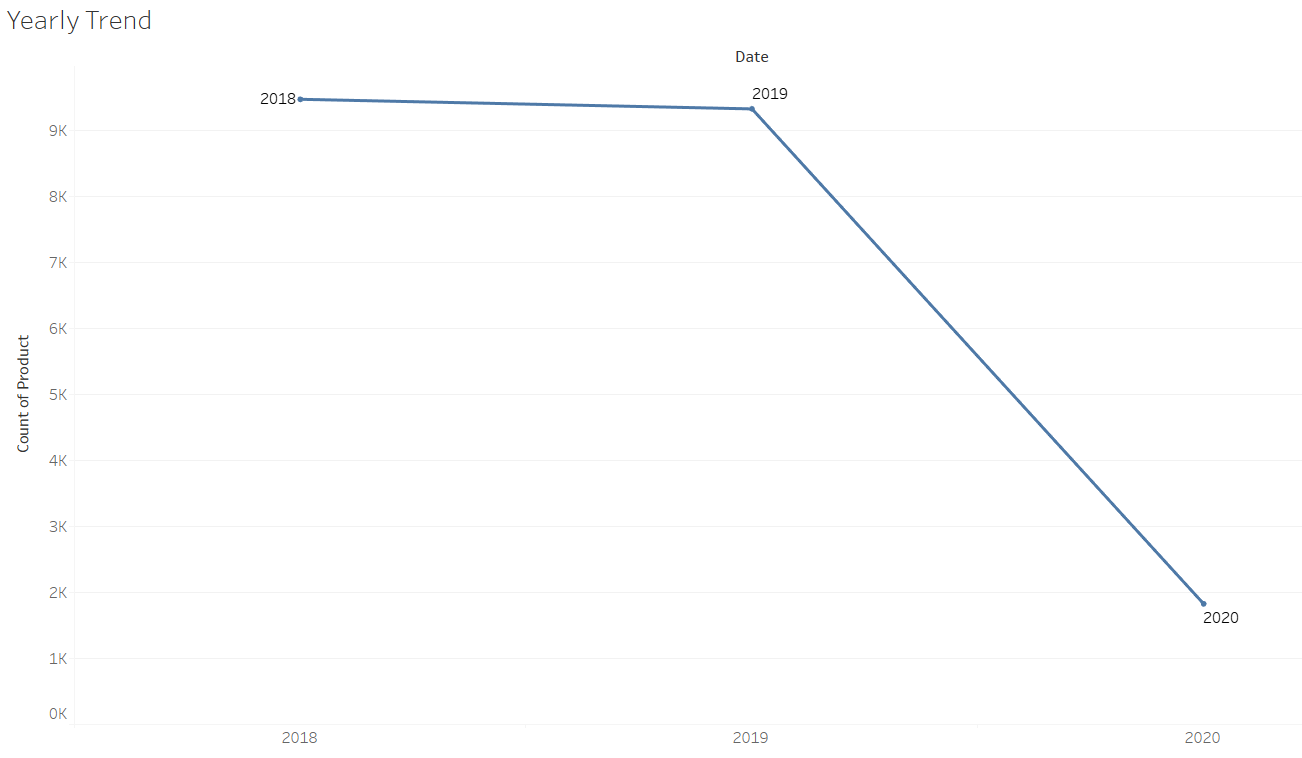 Yearly Trend
Date
2018
2019
9K
8K
7K
6K
Count of Product
5K
4K
3K
2K
2020
1K
0K
2018
2019
2020